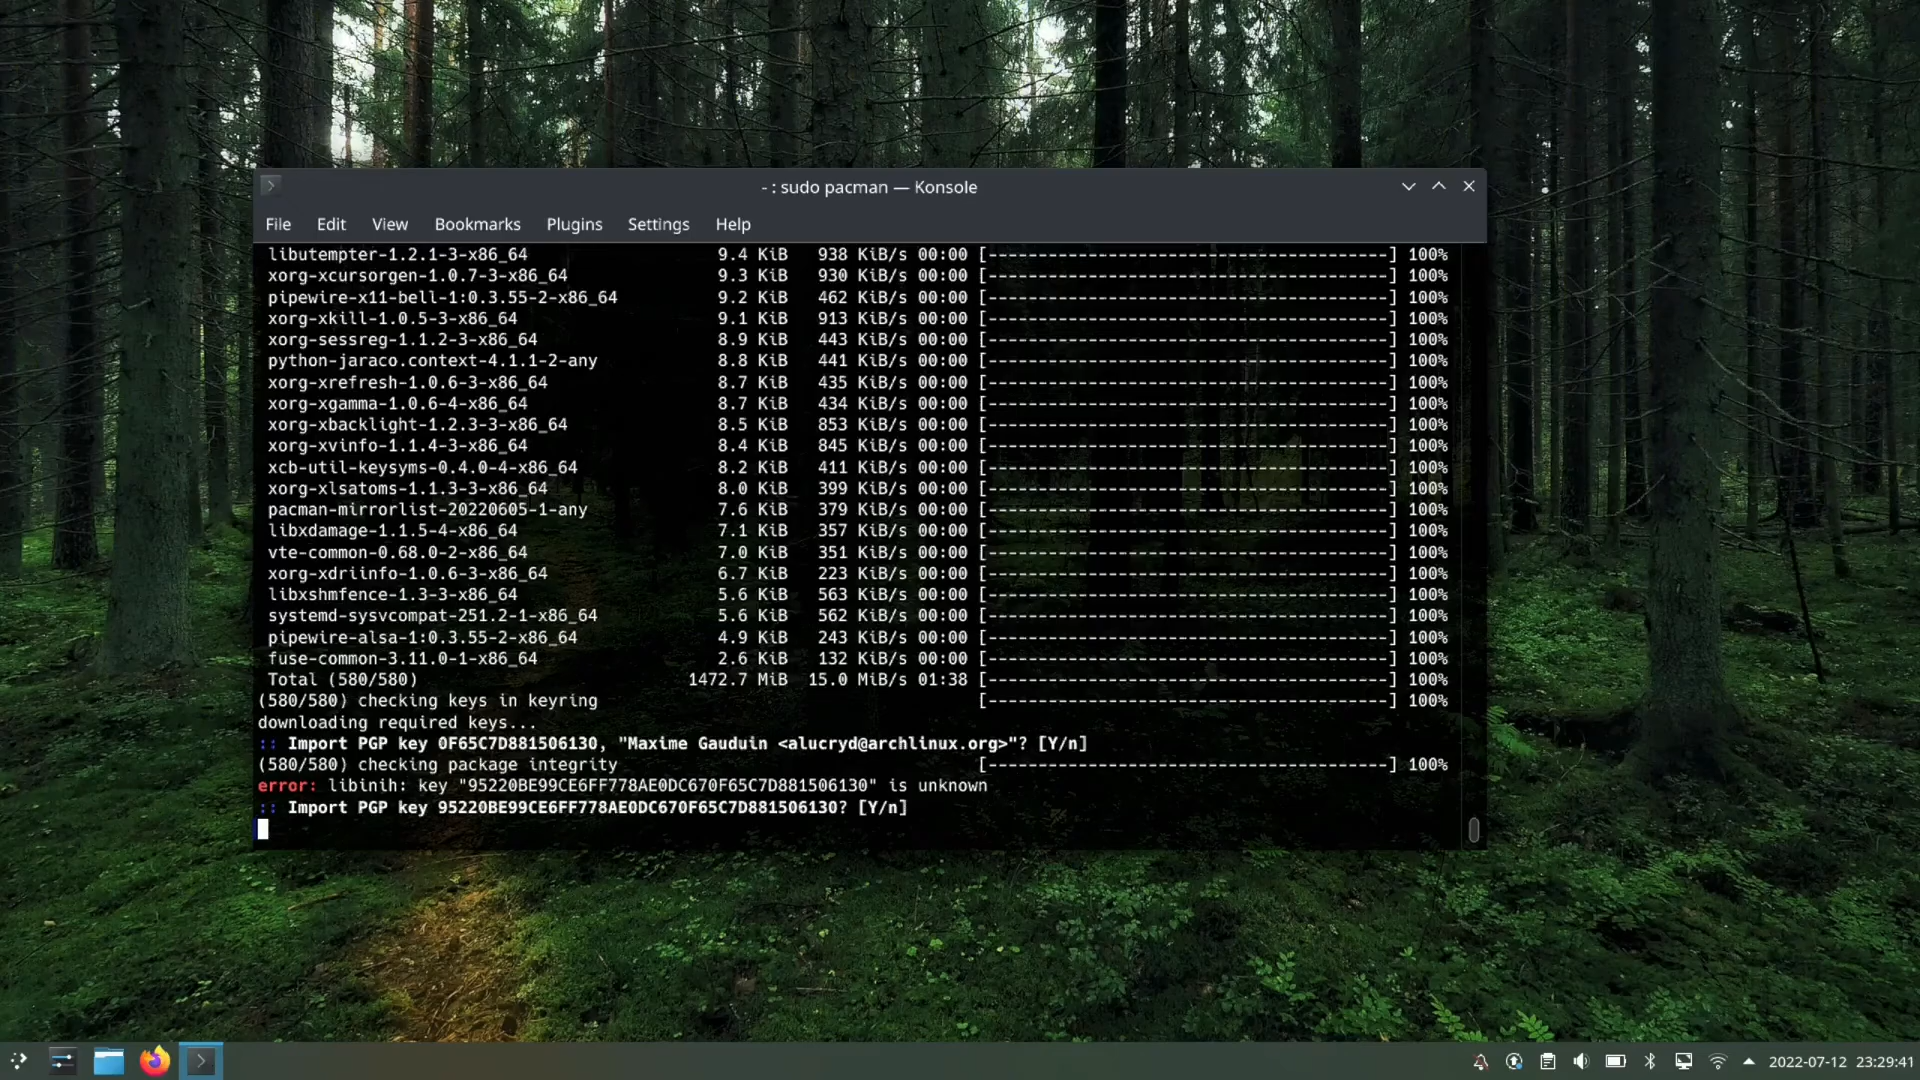 - : sudo pacman — Konsole
File Edit View Bookmarks Plugins Settings Help
libutempter-1.2.1-3-x86_64 9.4 KiB 938 KiB/s 00:00 [----------------------------------------] 100%
xorg-xcursorgen-1.0.7-3-x86_64 9.3 KiB 930 KiB/s 00:00 [----------------------------------------] 100%
pipewire-x11-bell-1:0.3.55-2-x86_64 9.2 KiB 462 KiB/s 00:00 [----------------------------------------] 100%
xorg-xkill-1.0.5-3-x86_64 9.1 KiB 913 KiB/s 00:00 [----------------------------------------] 100%
xorg-sessreg-1.1.2-3-x86_64 8.9 KiB 443 KiB/s 00:00 [----------------------------------------] 100%
python-jaraco.context-4.1.1-2-any 8.8 KiB 441 KiB/s 00:00 [----------------------------------------] 100%
xorg-xrefresh-1.0.6-3-x86_64 8.7 KiB 435 KiB/s 00:00 [----------------------------------------] 100%
xorg-xgamma-1.0.6-4-x86_64 8.7 KiB 434 KiB/s 00:00 [----------------------------------------] 100%
xorg-xbacklight-1.2.3-3-x86_64 8.5 KiB 853 KiB/s 00:00 [----------------------------------------] 100%
xorg-xvinfo-1.1.4-3-x86_64 8.4 KiB 845 KiB/s 00:00 [----------------------------------------] 100%
xcb-util-keysyms-0.4.0-4-x86_64 8.2 KiB 411 KiB/s 00:00 [----------------------------------------] 100%
xorg-xlsatoms-1.1.3-3-x86_64 8.0 KiB 399 KiB/s 00:00 [----------------------------------------] 100%
pacman-mirrorlist-20220605-1-any 7.6 KiB 379 KiB/s 00:00 [----------------------------------------] 100%
libxdamage-1.1.5-4-x86_64 7.1 KiB 357 KiB/s 00:00 [----------------------------------------] 100%
vte-common-0.68.0-2-x86_64 7.0 KiB 351 KiB/s 00:00 [----------------------------------------] 100%
xorg-xdriinfo-1.0.6-3-x86_64 6.7 KiB 223 KiB/s 00:00 [----------------------------------------] 100%
libxshmfence-1.3-3-x86_64 5.6 KiB 563 KiB/s 00:00 [----------------------------------------] 100%
systemd-sysvcompat-251.2-1-x86_64 5.6 KiB 562 KiB/s 00:00 [----------------------------------------] 100%
pipewire-alsa-1:0.3.55-2-x86_64 4.9 KiB 243 KiB/s 00:00 [----------------------------------------] 100%
fuse-common-3.11.0-1-x86_64 2.6 KiB 132 KiB/s 00:00 [----------------------------------------] 100%
Total (580/580) 1472.7 MiB 15.0 MiB/s 01:38 [----------------------------------------] 100%
(580/580) checking keys in keyring [----------------------------------------] 100%
downloading required keys...
:: Import PGP key 0F65C7D881506130, "Maxime Gauduin <alucryd@archlinux.org>"? [Y/n]
(580/580) checking package integrity [----------------------------------------] 100%
error: libinih: key "95220BE99CE6FF778AE0DC670F65C7D881506130" is unknown
:: Import PGP key 95220BE99CE6FF778AE0DC670F65C7D881506130? [Y/n]
2022-07-12 23:29:41